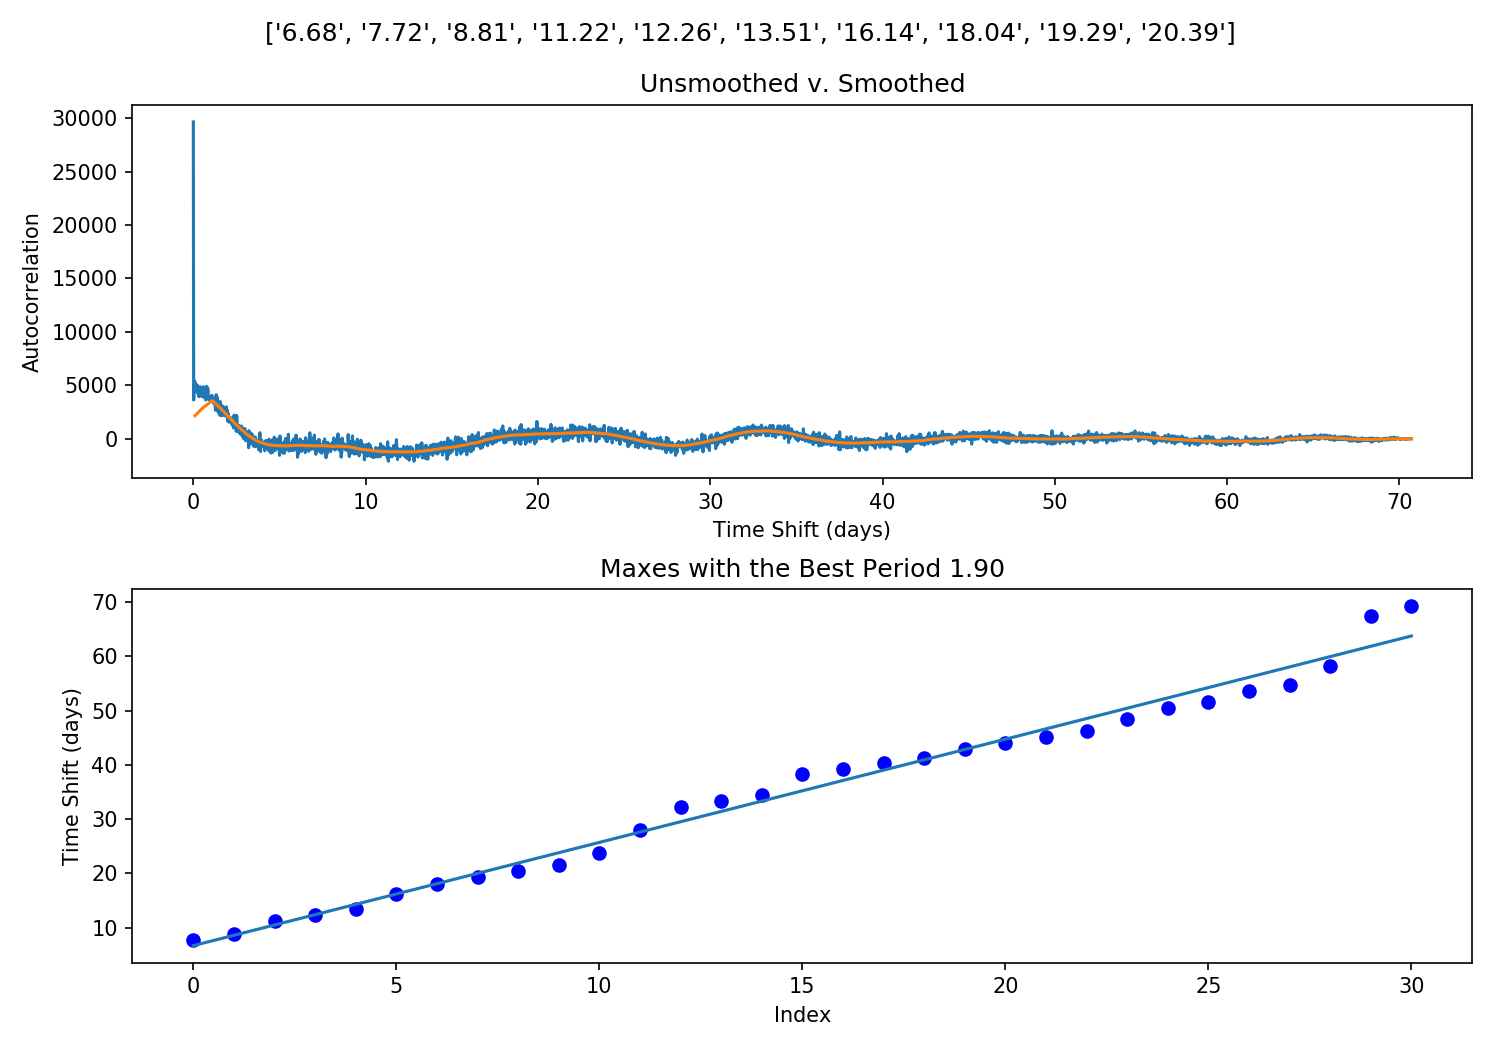 ['6.68', '7.72', '8.81', '11.22', '12.26', '13.51', '16.14', '18.04', '19.29', '20.39']
Unsmoothed v. Smoothed
30000
25000
20000
15000
10000
5000
0
Autocorrelation
0 10 20 30 40 50 60 70
Time Shift (days)
Maxes with the Best Period 1.90
70
60
50
40
30
20
10
Time Shift (days)
0 5 10 15 20 25 30
Index